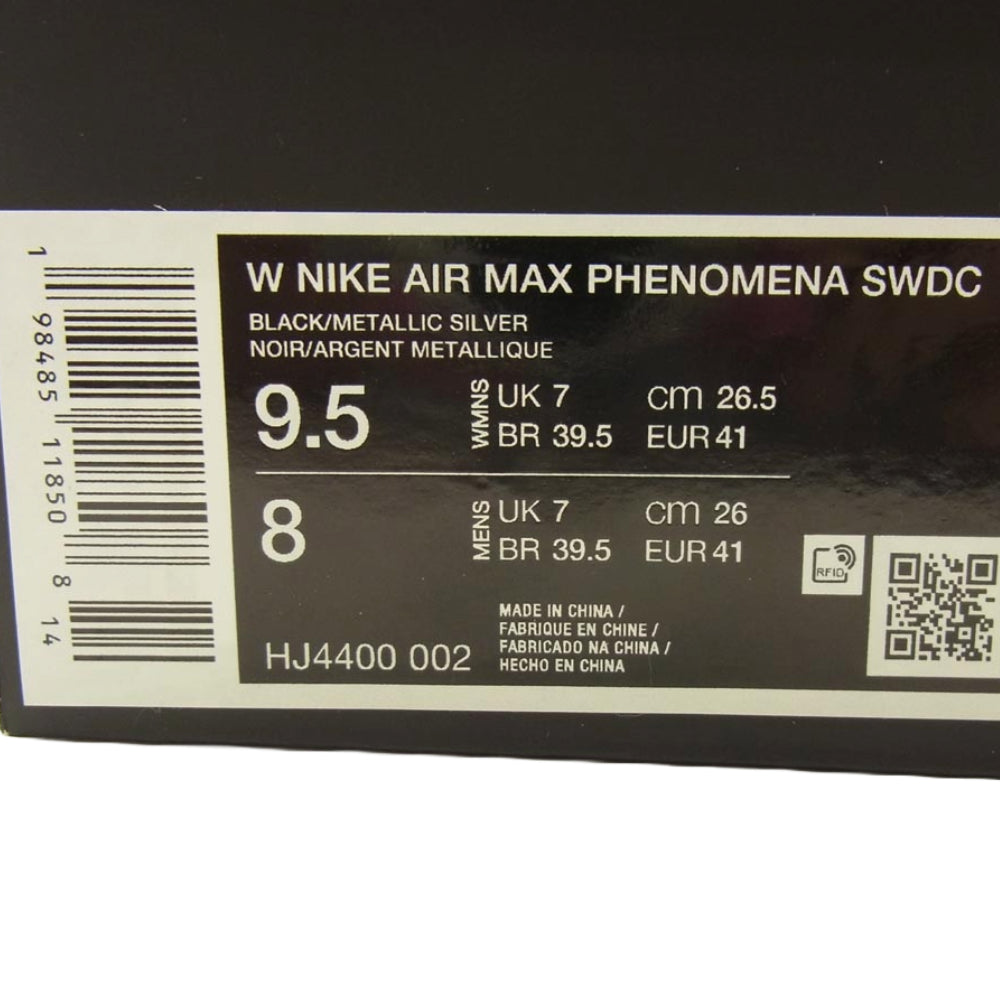 W NIKE AIR MAX PHENOMENA SWDC
BLACK/METALLIC SILVER
NOIR/ARGENT METALLIQUE
9.5
WMNS
UK 7 cm 26.5
BR 39.5 EUR 41
8
MENS
UK 7 cm 26
BR 39.5 EUR 41
RFID
HJ4400 002
MADE IN CHINA /
FABRIQUE EN CHINE /
FABRICADO NA CHINA /
HECHO EN CHINA
1 98485 11850 8 14